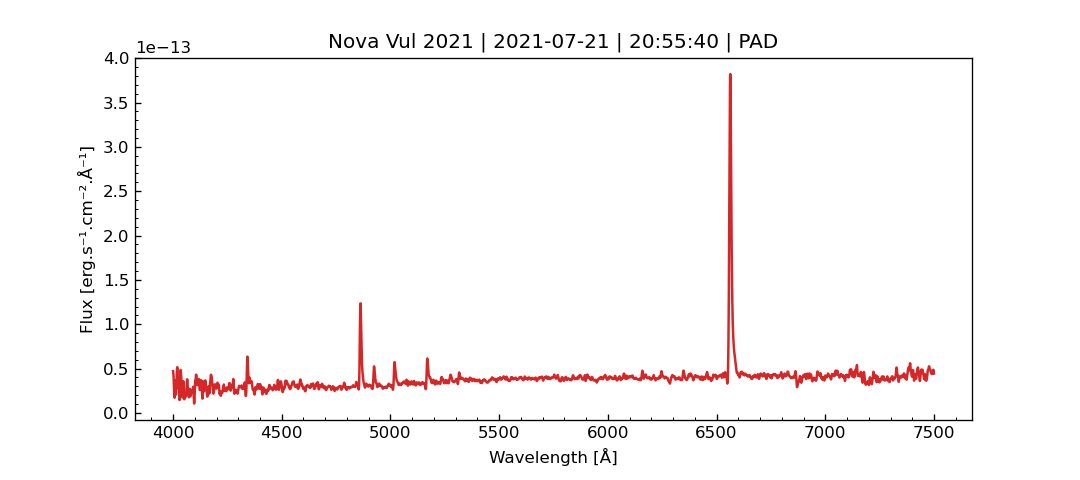 Nova Vul 2021 | 2021-07-21 | 20:55:40 | PAD
1e−13
4.0
3.5
3.0
2.5
2.0
1.5
1.0
0.5
0.0
Flux [erg.s⁻¹.cm⁻².Å⁻¹]
4000 4500 5000 5500 6000 6500 7000 7500
Wavelength [Å]